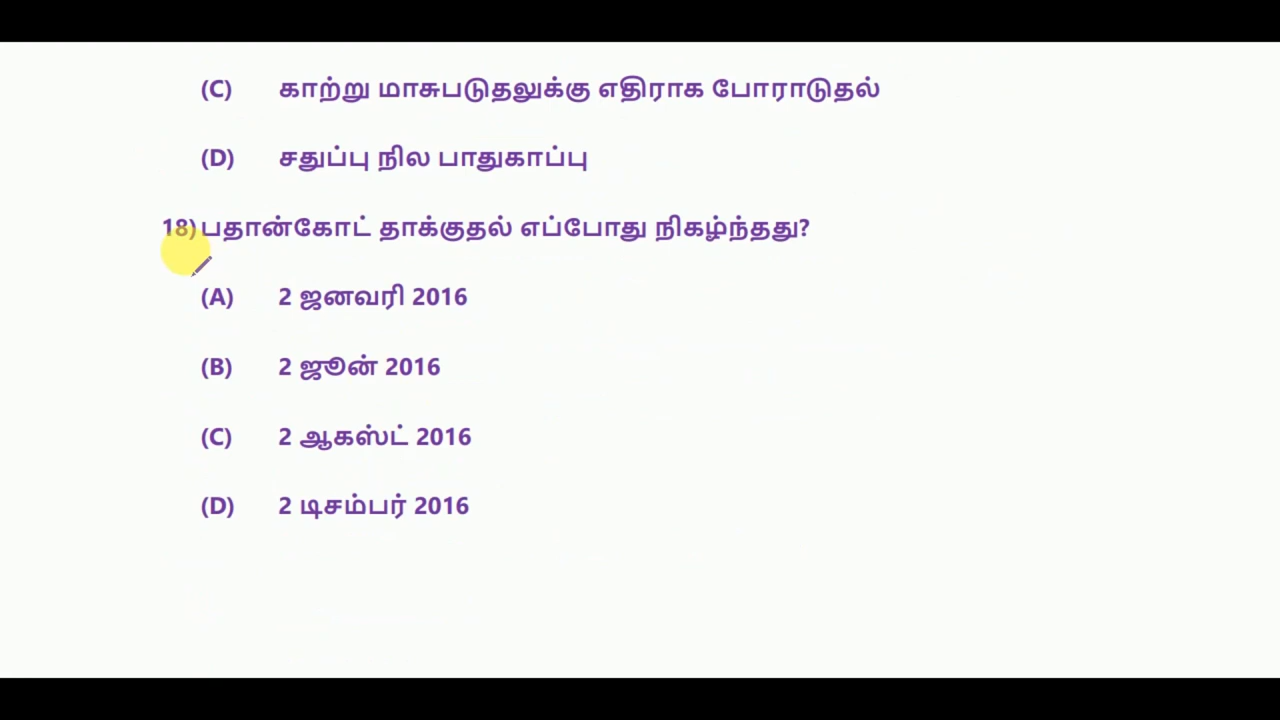 (C) காற்று மாசுபடுதலுக்கு எதிராக போராடுதல்
(D) சதுப்பு நில பாதுகாப்பு
18) பதான்கோட் தாக்குதல் எப்போது நிகழ்ந்தது?
(A) 2 ஜனவரி 2016
(B) 2 ஜூன் 2016
(C) 2 ஆகஸ்ட் 2016
(D) 2 டிசம்பர் 2016